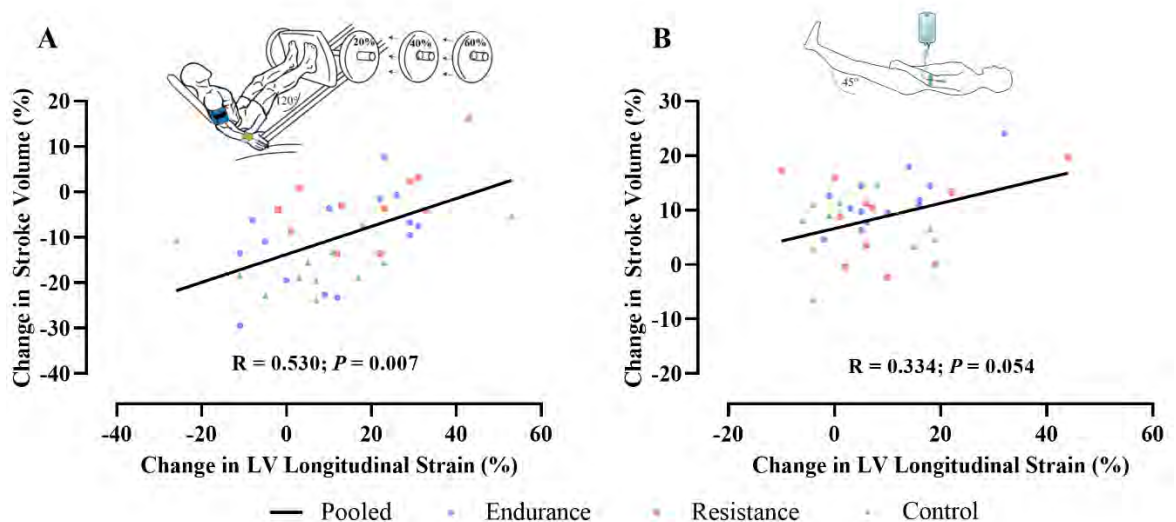 A
20% 40% 60%
120°
Change in Stroke Volume (%)
20
10
0
-10
-20
-30
-40
R = 0.530; P = 0.007
-40 -20 0 20 40 60
Change in LV Longitudinal Strain (%)
B
45°
Change in Stroke Volume (%)
30
20
10
0
-10
-20
R = 0.334; P = 0.054
-20 0 20 40 60
Change in LV Longitudinal Strain (%)
Pooled Endurance Resistance Control